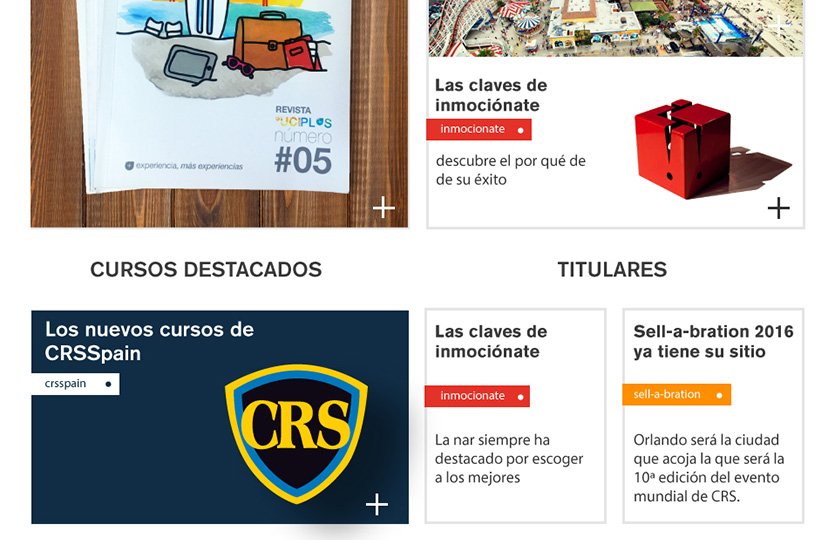 REVISTA
UCIPLUS
número
#05
experiencia, más experiencias
Las claves de
inmociónate
inmocionate
descubre el por qué de
de su éxito
CURSOS DESTACADOS
Los nuevos cursos de
CRSSpain
crsspain
CRS
TITULARES
Las claves de
inmociónate
inmocionate
La nar siempre ha
destacado por escoger
a los mejores
Sell-a-bration 2016
ya tiene su sitio
sell-a-bration
Orlando será la ciudad
que acoja la que será la
10ª edición del evento
mundial de CRS.